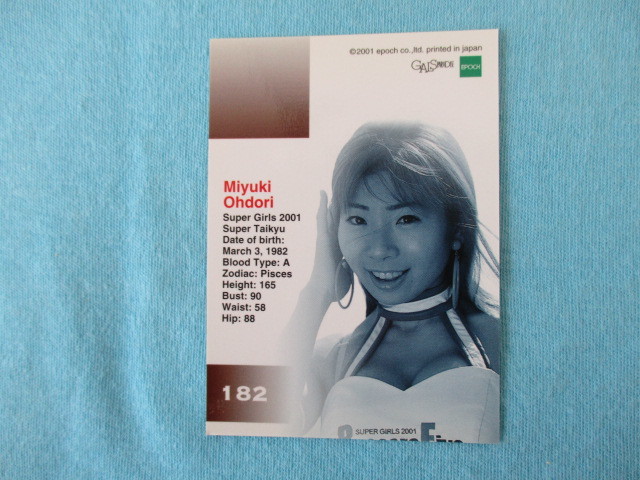 ©2001 epoch co.,ltd. printed in japan
EPOCH
Miyuki
Ohdori
Super Girls 2001
Super Taikyu
Date of birth:
March 3, 1982
Blood Type: A
Zodiac: Pisces
Height: 165
Bust: 90
Waist: 58
Hip: 88
182
SUPER GIRLS 2001